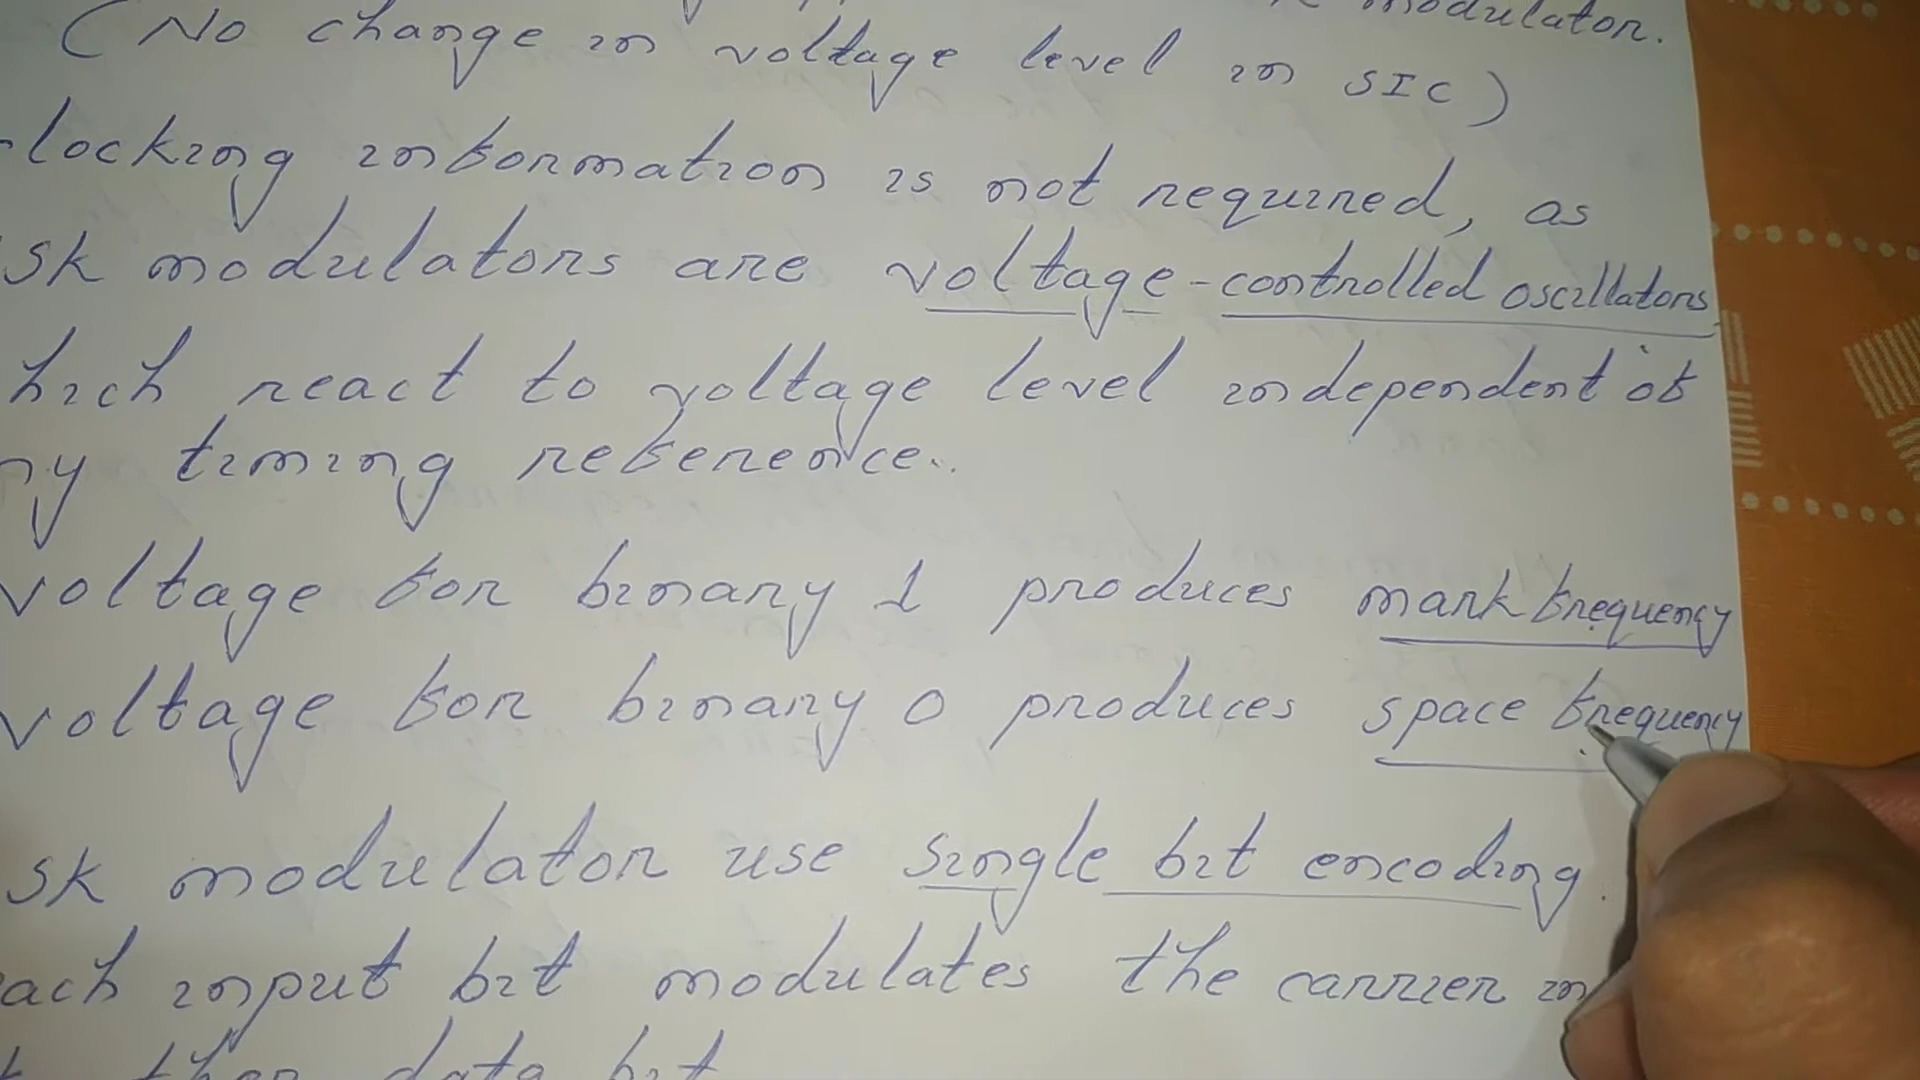 modulator.
(No change in voltage level in SIC)
locking information is not required, as
SK modulators are voltage-controlled oscillators
hich react to voltage level independent of
ny timing reference.
voltage for binary 1 produces mark frequency
voltage for binary 0 produces space frequency
SK modulator use single bit encoding.
ach input bit modulates the carrier in
data bit